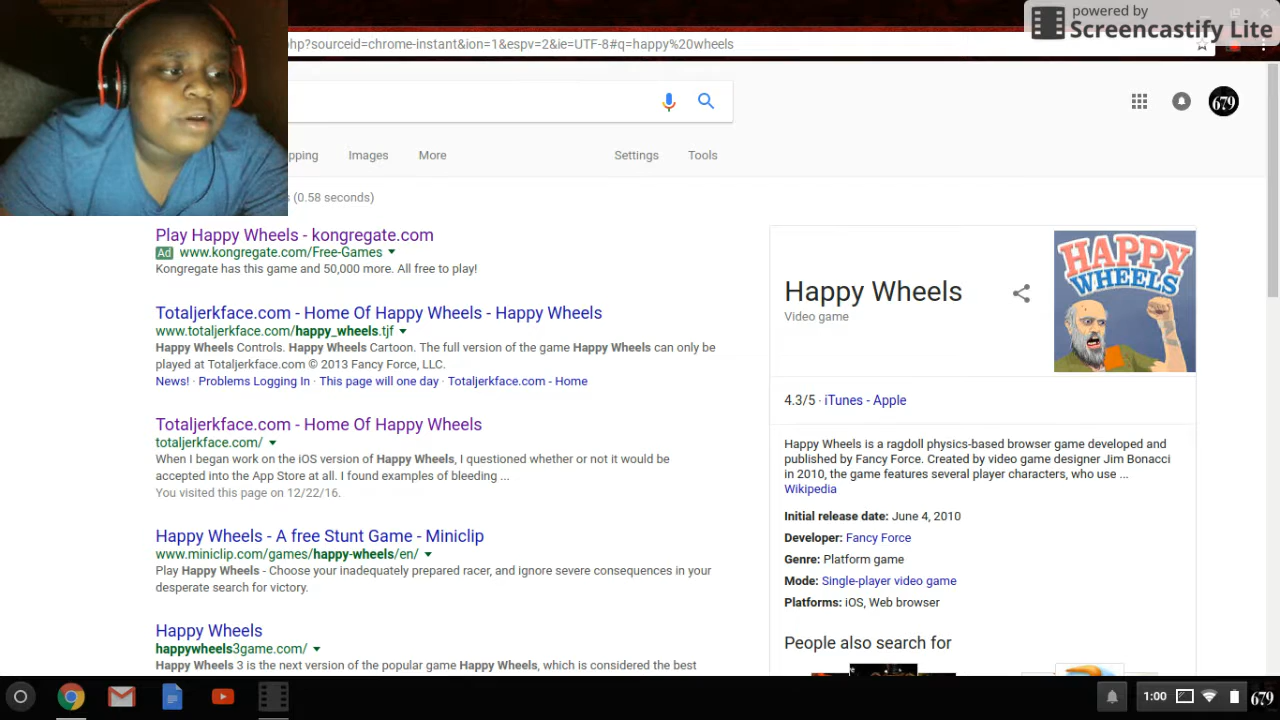 powered by
Screencastify Lite
php?sourceid=chrome-instant&ion=1&espv=2&ie=UTF-8#q=happy%20wheels
679
pping Images More Settings Tools
s (0.58 seconds)
Play Happy Wheels - kongregate.com
Ad www.kongregate.com/Free-Games
Kongregate has this game and 50,000 more. All free to play!
Totaljerkface.com - Home Of Happy Wheels - Happy Wheels
www.totaljerkface.com/happy_wheels.tjf
Happy Wheels Controls. Happy Wheels Cartoon. The full version of the game Happy Wheels can only be
played at Totaljerkface.com © 2013 Fancy Force, LLC.
News! · Problems Logging In · This page will one day · Totaljerkface.com - Home
Totaljerkface.com - Home Of Happy Wheels
totaljerkface.com/
When I began work on the iOS version of Happy Wheels, I questioned whether or not it would be
accepted into the App Store at all. I found examples of bleeding ...
You visited this page on 12/22/16.
Happy Wheels - A free Stunt Game - Miniclip
www.miniclip.com/games/happy-wheels/en/
Play Happy Wheels - Choose your inadequately prepared racer, and ignore severe consequences in your
desperate search for victory.
Happy Wheels
happywheels3game.com/
Happy Wheels 3 is the next version of the popular game Happy Wheels, which is considered the best
HAPPY
WHEELS
Happy Wheels
Video game
4.3/5 · iTunes - Apple
Happy Wheels is a ragdoll physics-based browser game developed and
published by Fancy Force. Created by video game designer Jim Bonacci
in 2010, the game features several player characters, who use ...
Wikipedia
Initial release date: June 4, 2010
Developer: Fancy Force
Genre: Platform game
Mode: Single-player video game
Platforms: iOS, Web browser
People also search for
1:00
679